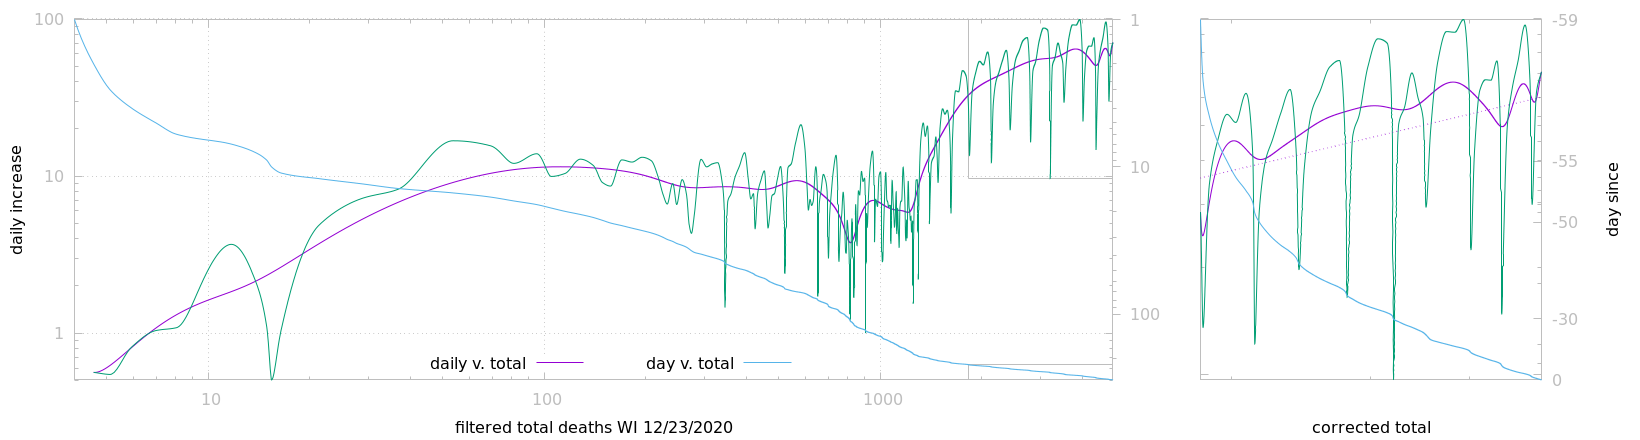 100
10
1
daily increase
10
100
1000
filtered total deaths WI 12/23/2020
daily v. total
day v. total
1
10
100
-59
-55
-50
-30
0
day since
corrected total